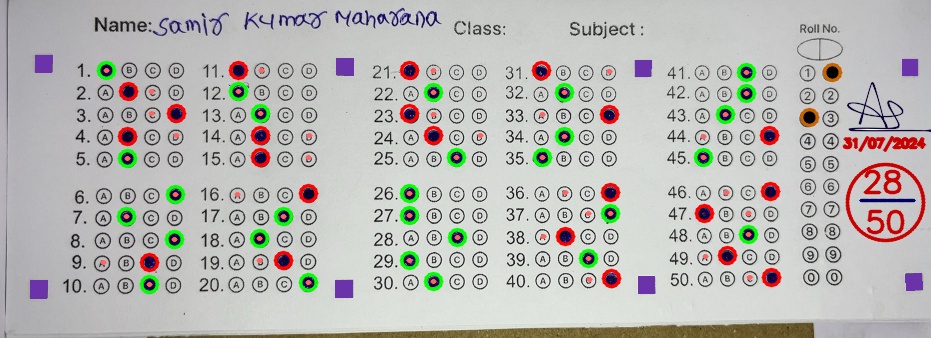 Name: Samir Kumar Maharana Class: Subject : Roll No.
1. B C D 11. B C D 21. B C D 31. B C D 41. A B D 1
2. A C D 12. B C D 22. A C D 32. A C D 42. A B D 2 2
3. A B C 13. A C D 23. B C D 33. A B C 43. A C D 3
4. A C D 14. A C D 24. A C D 34. A C D 44. A B C 4 4
31/07/2024
5. A C D 15. A C D 25. A B D 35. B C D 45. B C D 5 5
6. A B C 16. A B C 26. B C D 36. A B C 46. A B C 6 6
28
50
7. A C D 17. A B D 27. B C D 37. A B C 47. B C D 7 7
8. A B C 18. A C D 28. A B D 38. A C D 48. A B D 8 8
9. A B D 19. A B D 29. B C D 39. A B D 49. A C D 9 9
10. A B D 20. A B C 30. A C D 40. A B C 50. A B C 0 0